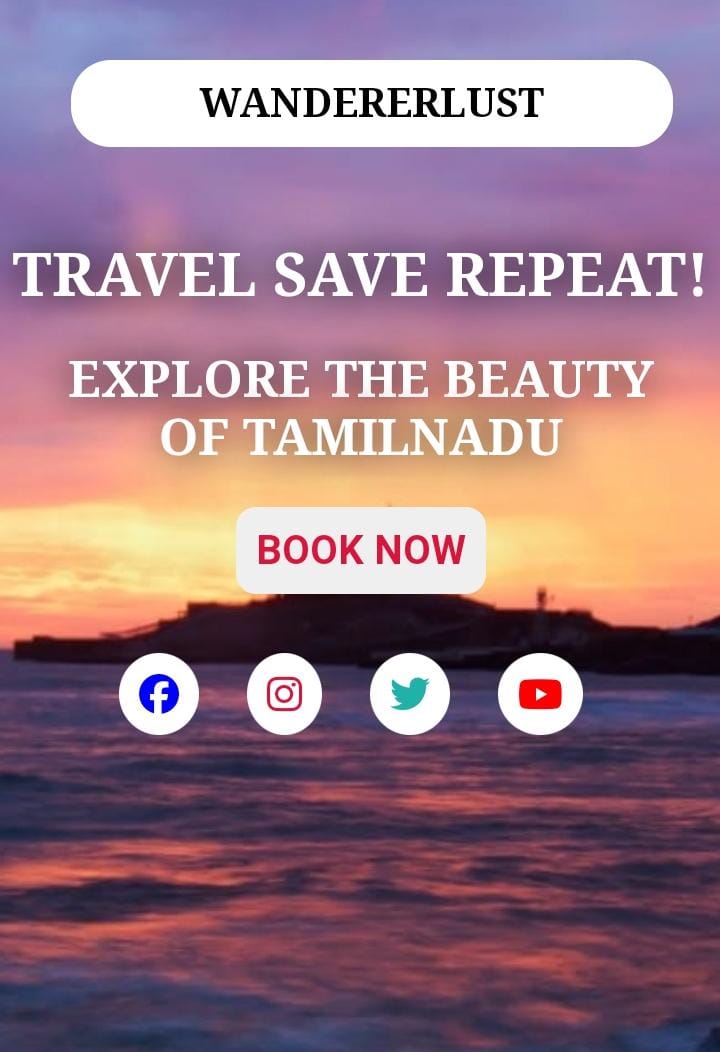 WANDERERLUST
TRAVEL SAVE REPEAT!
EXPLORE THE BEAUTY
OF TAMILNADU
BOOK NOW